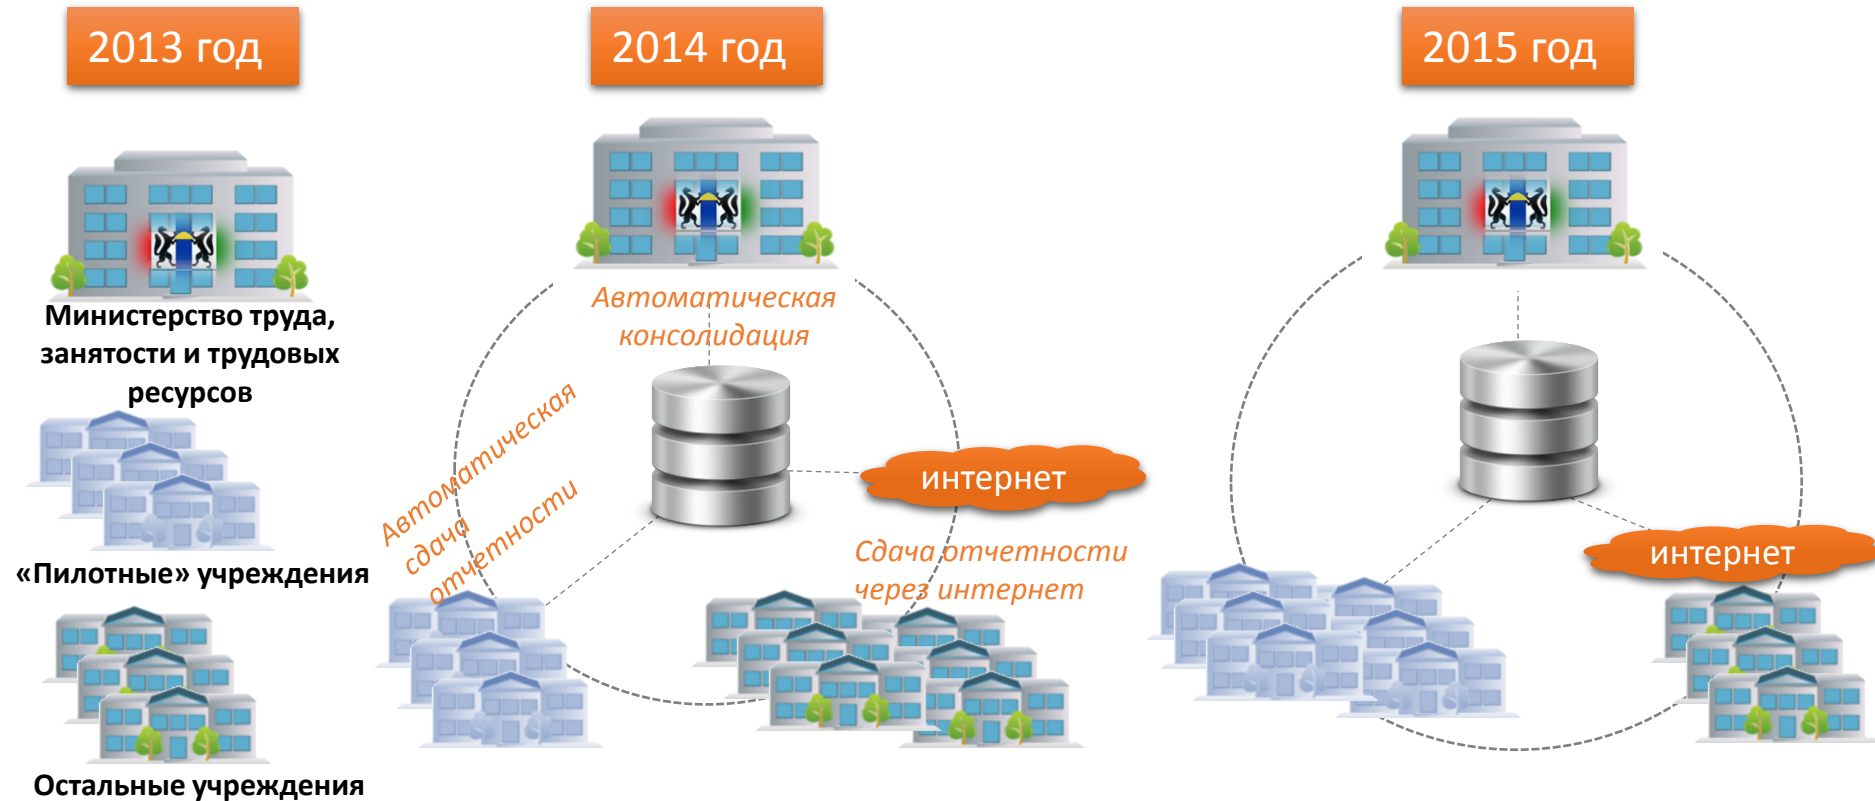 2013 год
2014 год
2015 год
Министерство труда,
занятости и трудовых
ресурсов
«Пилотные» учреждения
Остальные учреждения
Автоматическая
консолидация
Автоматическая
сдача
отчетности
интернет
Сдача отчетности
через интернет
интернет